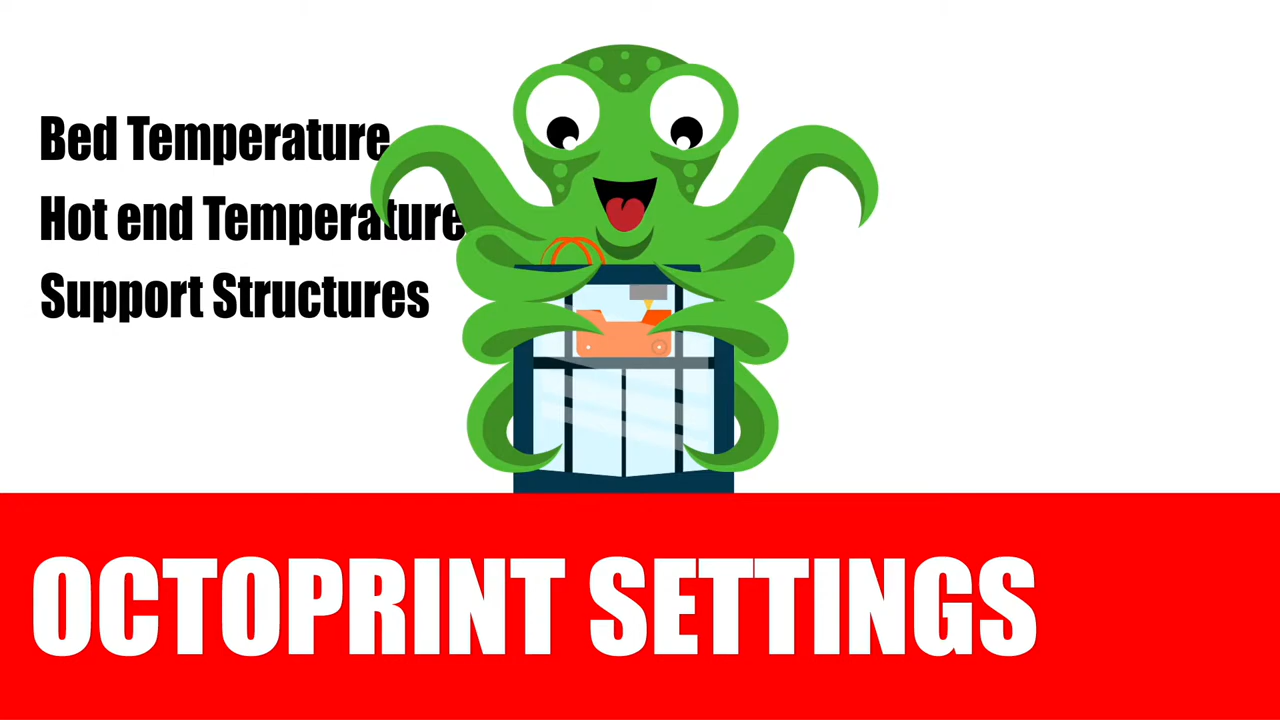 Bed Temperature
Hot end Temperature
Support Structures
OCTOPRINT SETTINGS